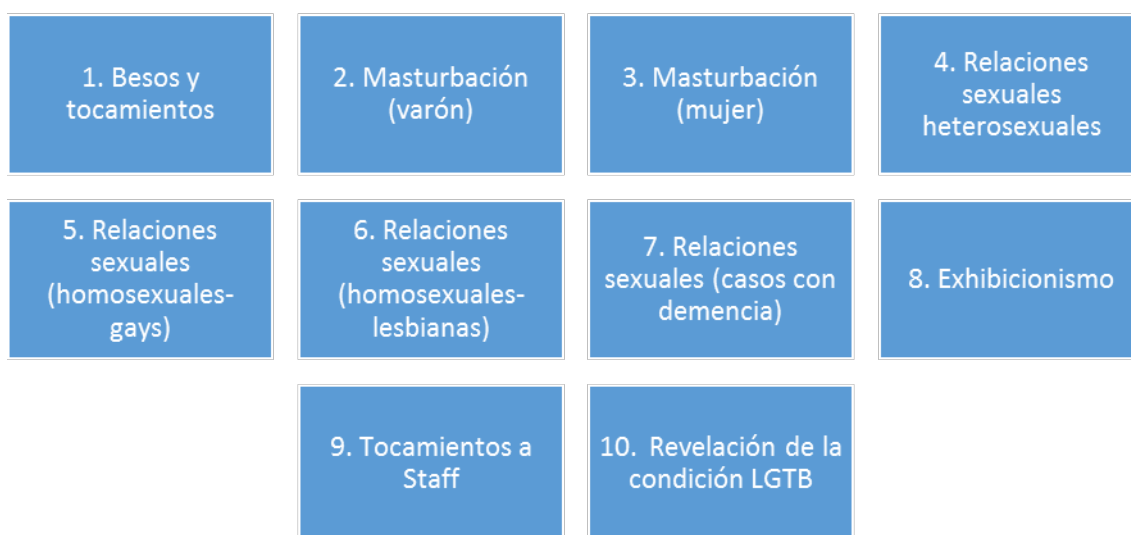 1. Besos y
tocamientos
2. Masturbación
(varón)
3. Masturbación
(mujer)
4. Relaciones
sexuales
heterosexuales
5. Relaciones
sexuales
(homosexuales-
gays)
6. Relaciones
sexuales
(homosexuales-
lesbianas)
7. Relaciones
sexuales (casos con
demencia)
8. Exhibicionismo
9. Tocamientos a
Staff
10. Revelación de la
condición LGTB